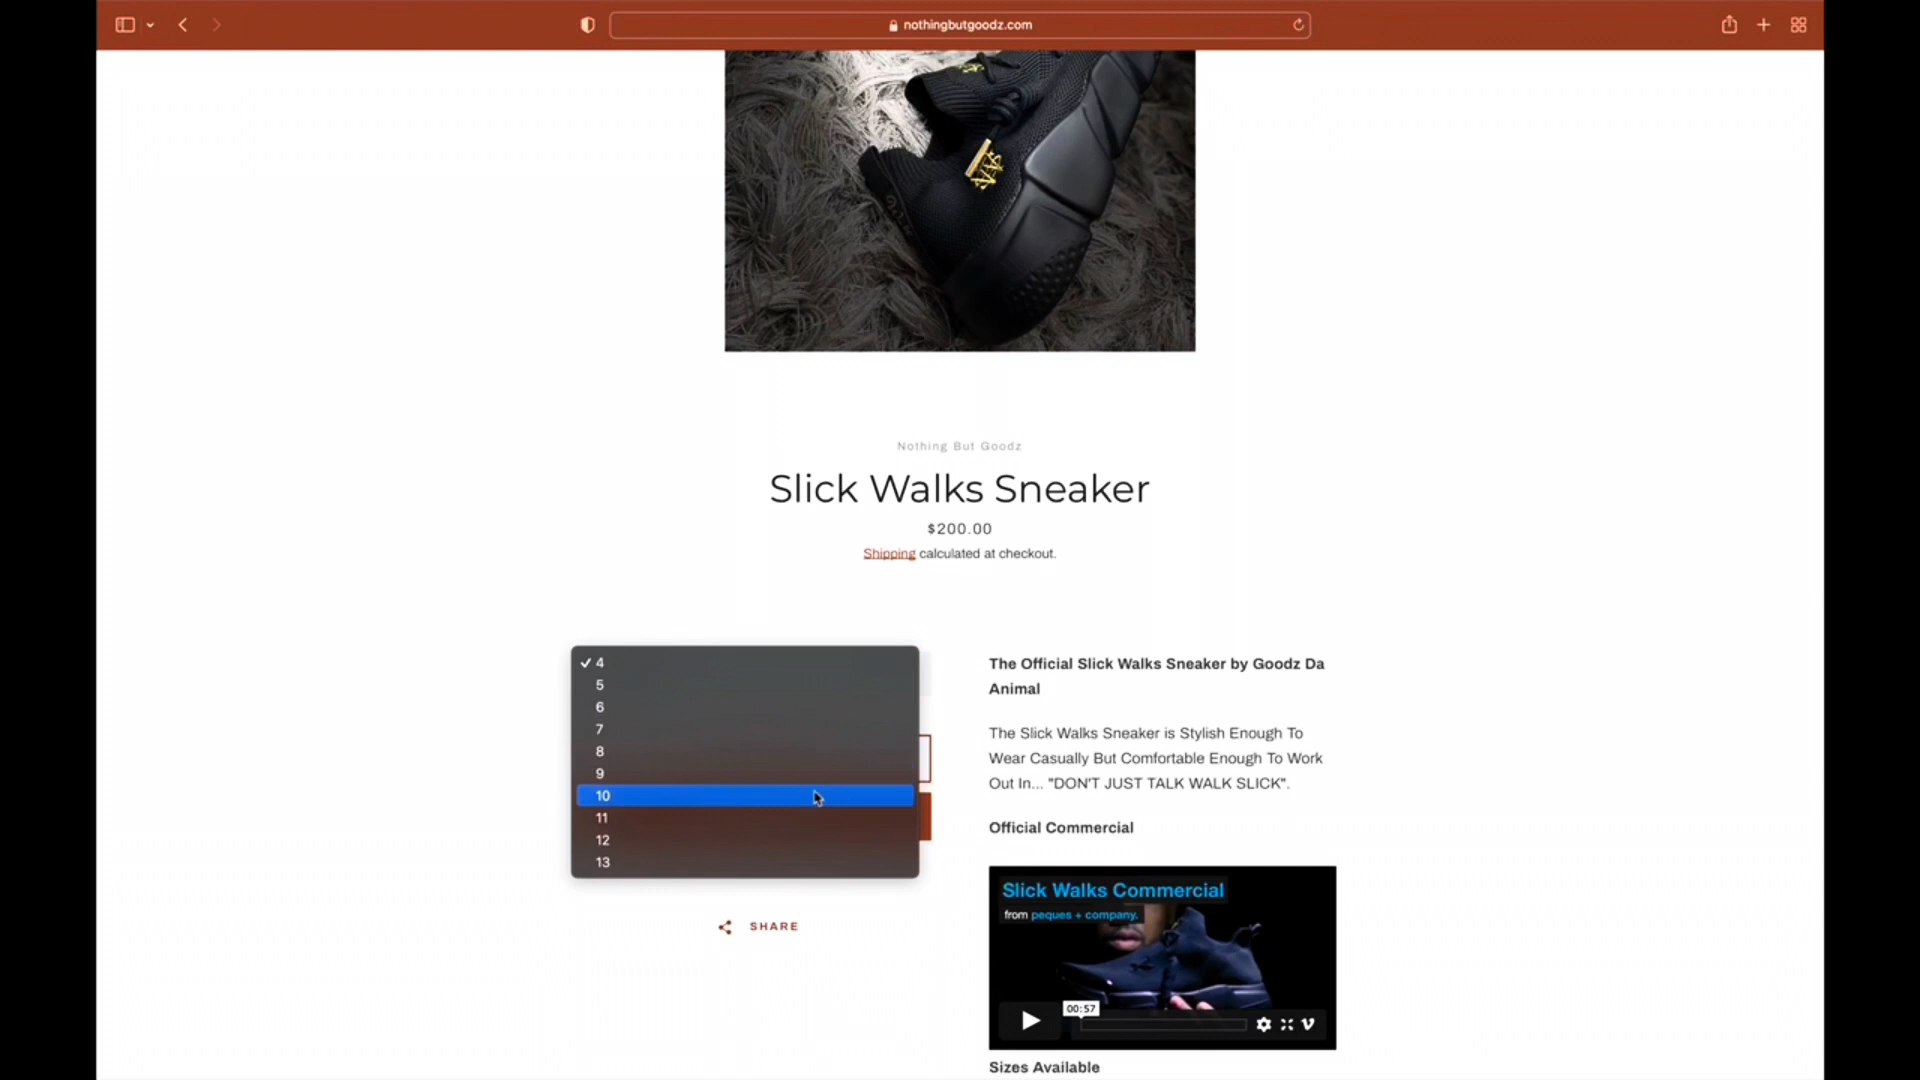 nothingbutgoodz.com
Nothing But Goodz
Slick Walks Sneaker
$200.00
Shipping calculated at checkout.
4
5
6
7
8
9
10
11
12
13
SHARE
The Official Slick Walks Sneaker by Goodz Da
Animal
The Slick Walks Sneaker is Stylish Enough To
Wear Casually But Comfortable Enough To Work
Out In... "DON'T JUST TALK WALK SLICK".
Official Commercial
Slick Walks Commercial
from peques + company.
00:57
Sizes Available